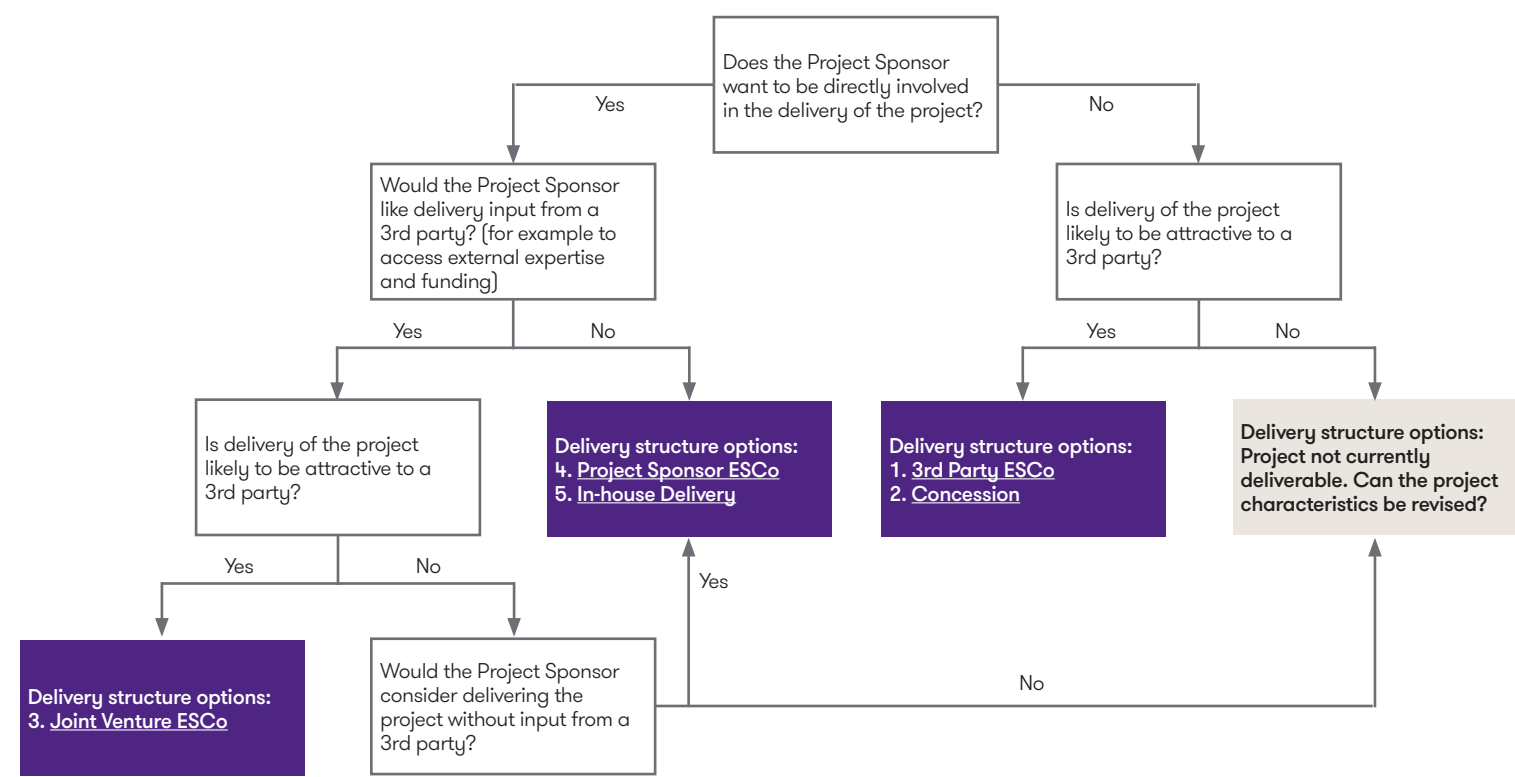 Does the Project Sponsor
want to be directly involved
in the delivery of the project?
Yes
No
Would the Project Sponsor
like delivery input from a
3rd party? (for example to
access external expertise
and funding)
Is delivery of the project
likely to be attractive to a
3rd party?
Yes
No
Yes
No
Is delivery of the project
likely to be attractive to a
3rd party?
Delivery structure options:
4. Project Sponsor ESCo
5. In-house Delivery
Delivery structure options:
1. 3rd Party ESCo
2. Concession
Delivery structure options:
Project not currently
deliverable. Can the project
characteristics be revised?
Yes
No
Yes
Delivery structure options:
3. Joint Venture ESCo
Would the Project Sponsor
consider delivering the
project without input from a
3rd party?
No